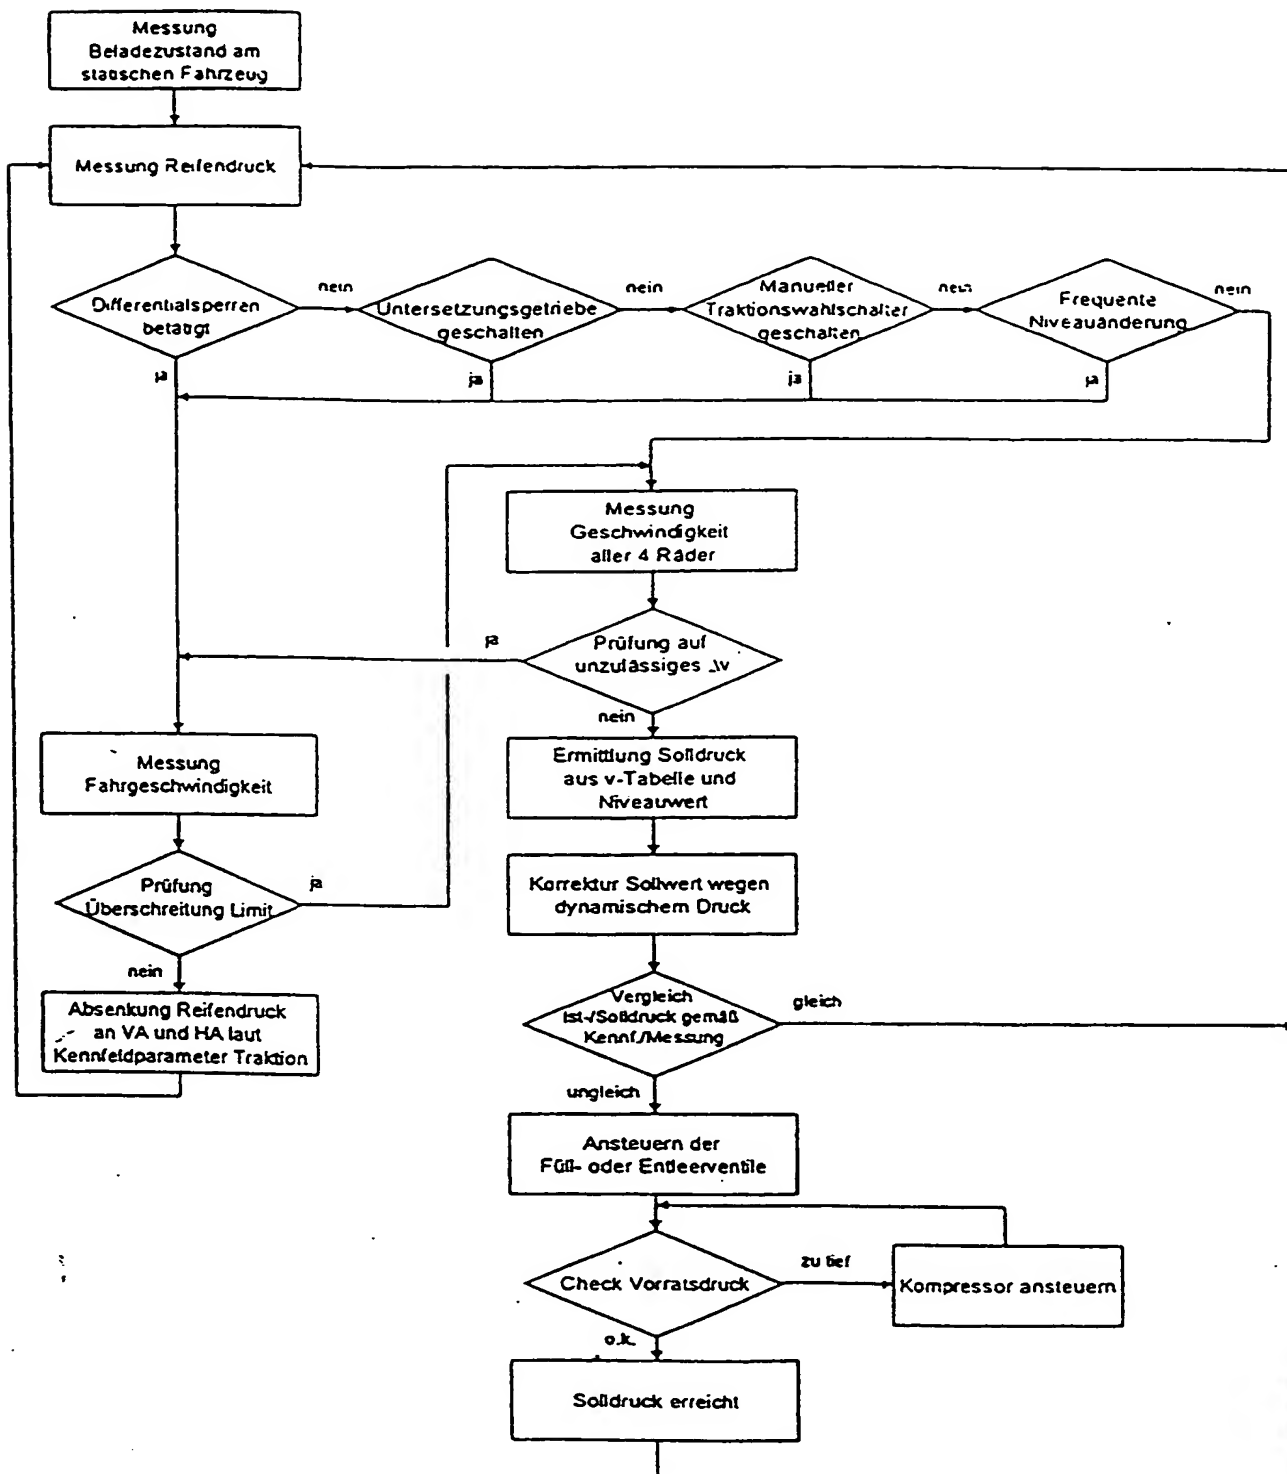 Messung
Beladezustand am
statischen Fahrzeug
Messung Reifendruck
Differentialsperren
betätigt
nein
Untersetzungsgetriebe
geschalten
nein
Manueller
Traktionswahlschalter
geschalten
nein
Frequente
Niveauänderung
nein
ja
ja
ja
ja
Messung
Geschwindigkeit
aller 4 Räder
ja
Prüfung auf
unzulässiges Δv
nein
Messung
Fahrgeschwindigkeit
Ermittlung Solldruck
aus v-Tabelle und
Niveauwert
Prüfung
Überschreitung Limit
ja
Korrektur Sollwert wegen
dynamischem Druck
nein
Absenkung Reifendruck
an VA und HA laut
Kennfeldparameter Traktion
Vergleich
Ist-/Solldruck gemäß
Kennf./Messung
gleich
ungleich
Ansteuern der
Füll- oder Entleerventile
Check Vorratsdruck
zu tief
Kompressor ansteuern
o.k.
Solldruck erreicht